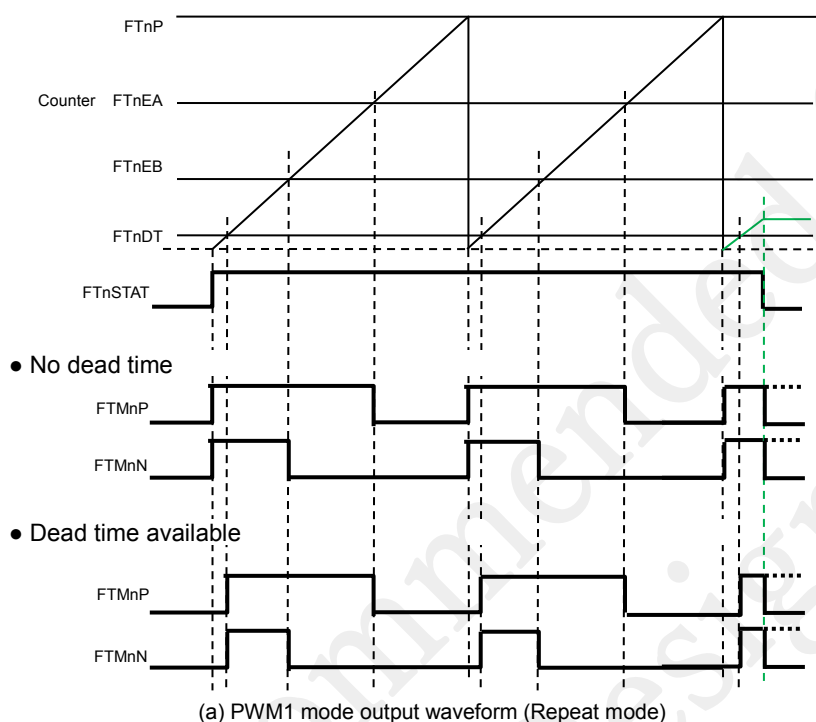 FTnP
Counter FTnEA
FTnEB
FTnDT
FTnSTAT
● No dead time
FTMnP
FTMnN
● Dead time available
FTMnP
FTMnN
(a) PWM1 mode output waveform (Repeat mode)